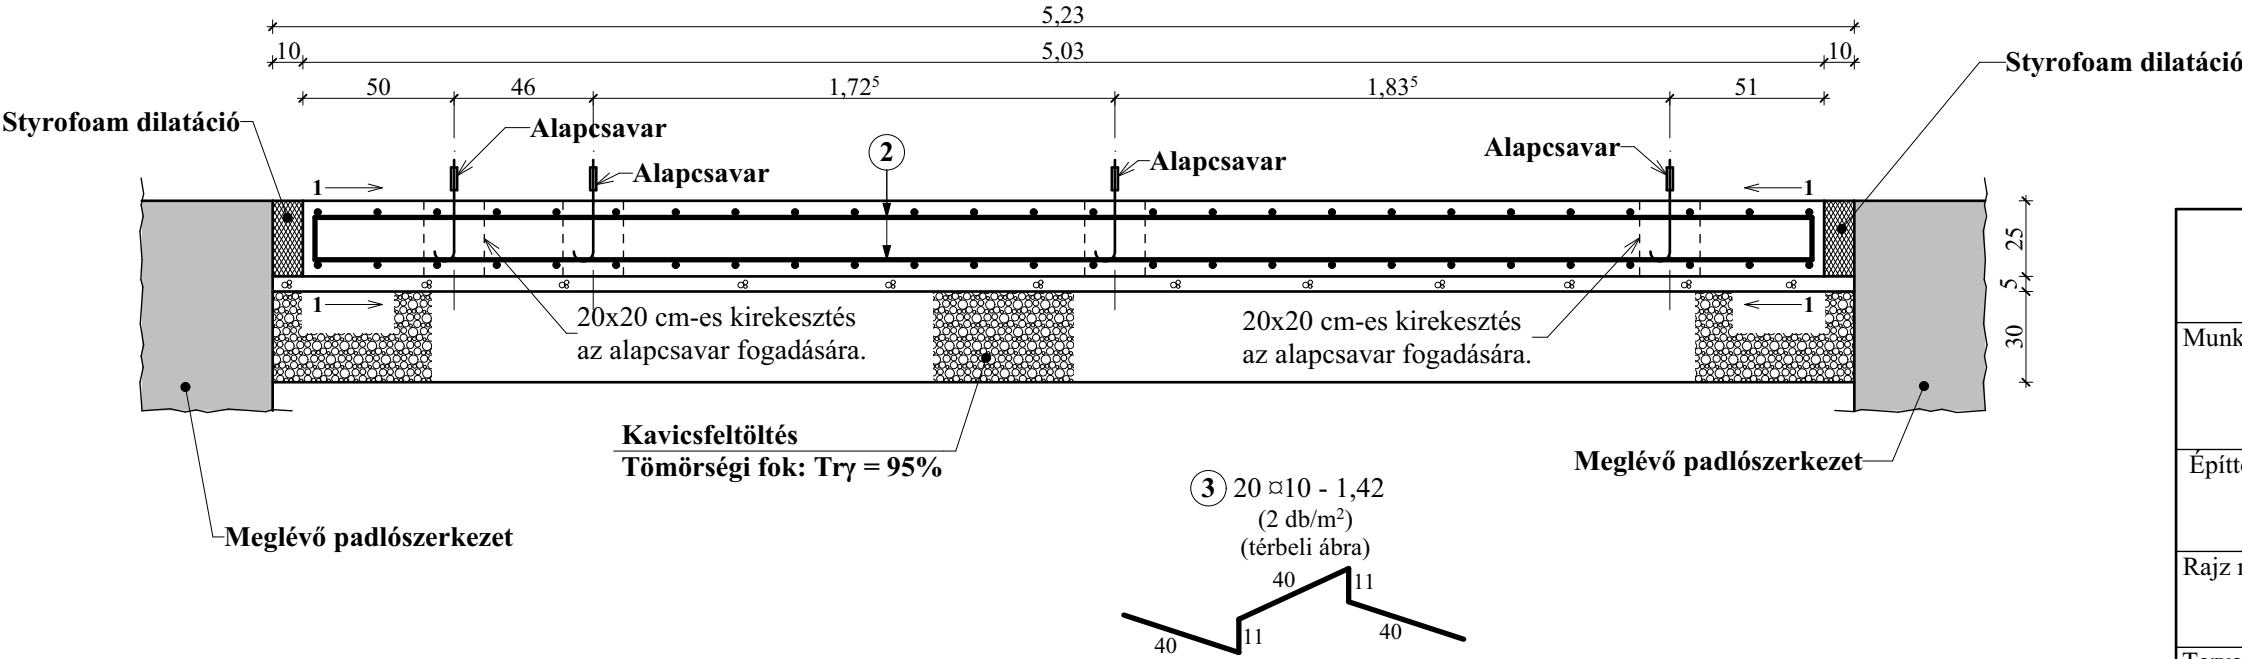 5,23
10
5,03
10
50
46
1,72⁵
1,83⁵
51
Styrofoam dilatáció
Styrofoam dilatáció
Alapcsavar
Alapcsavar
Alapcsavar
Alapcsavar
2
1
1
25
5
30
1
1
20x20 cm-es kirekesztés
az alapcsavar fogadására.
20x20 cm-es kirekesztés
az alapcsavar fogadására.
Kavicsfeltöltés
Tömörségi fok: Trγ = 95%
Meglévő padlószerkezet
Meglévő padlószerkezet
3 20 ¤10 - 1,42
(2 db/m²)
(térbeli ábra)
40
11
40
11
40
Munk
Építt
Rajz